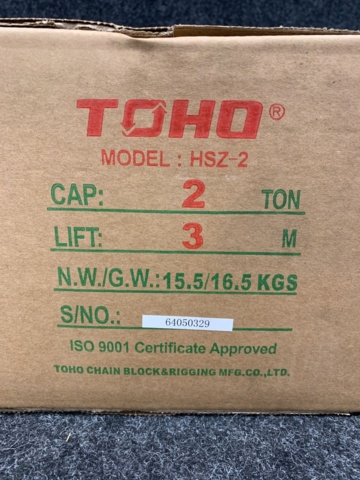 TOHO®
MODEL : HSZ-2
CAP: 2 TON
LIFT: 3 M
N.W./G.W.:15.5/16.5 KGS
S/NO.: 64050329
ISO 9001 Certificate Approved
TOHO CHAIN BLOCK&RIGGING MFG.CO.,LTD.